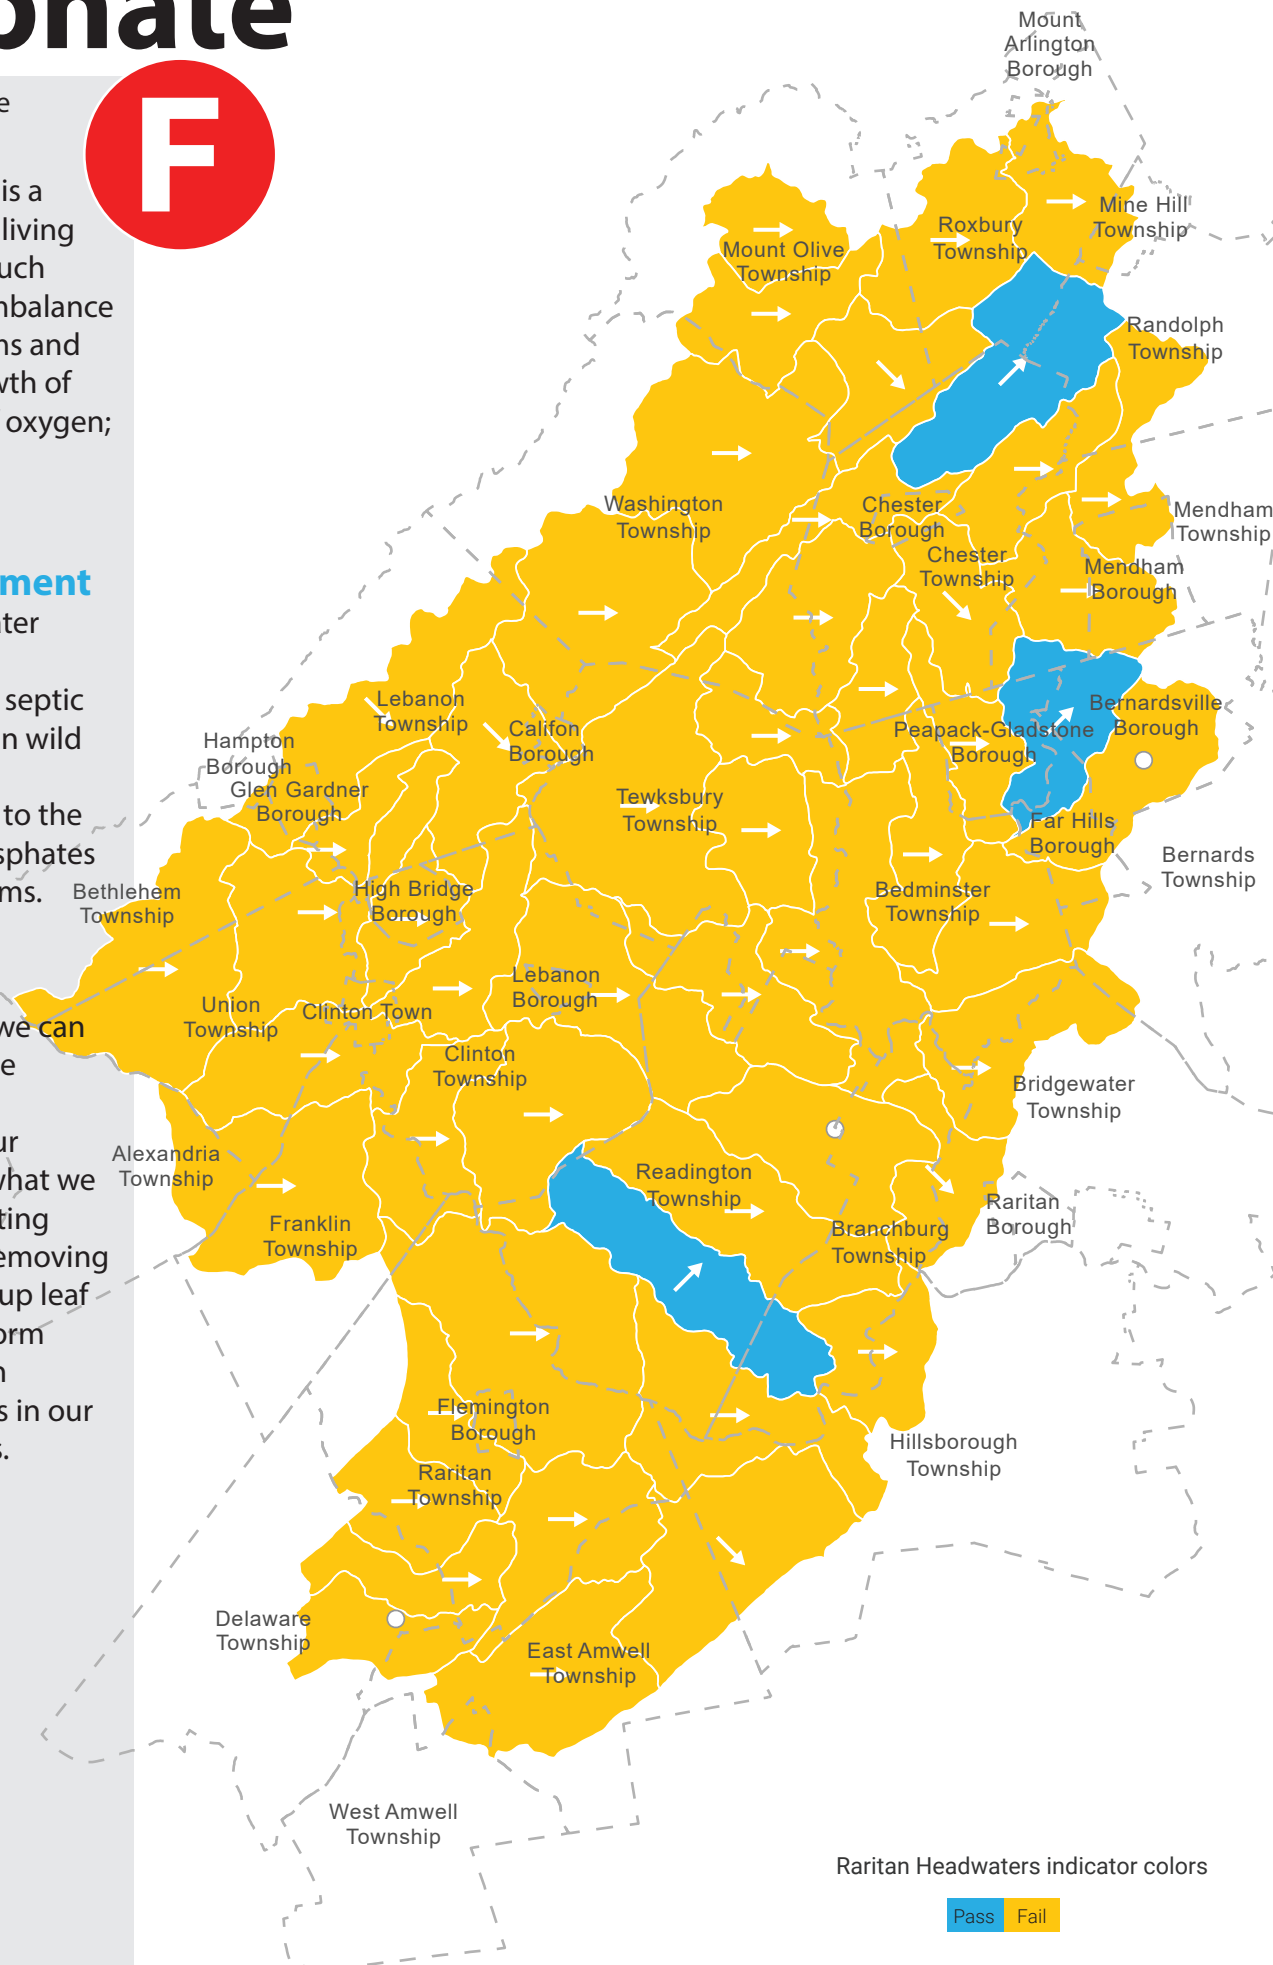 onate
F
e
is a
living
uch
nbalance
ns and
wth of
oxygen;
ment
ater
septic
n wild
to the
sphates
ms.
we can
e
ur
what we
ting
emoving
up leaf
orm
n
s in our
s.
Mount
Arlington
Borough
Mine Hill
Township
Roxbury
Township
Mount Olive
Township
Randolph
Township
Washington
Township
Chester
Borough
Mendham
Township
Chester
Township
Mendham
Borough
Lebanon
Township
Califon
Borough
Hampton
Borough
Glen Gardner
Borough
Peapack-Gladstone
Borough
Bernardsville
Borough
Tewksbury
Township
Far Hills
Borough
Bernards
Township
Bethlehem
Township
High Bridge
Borough
Bedminster
Township
Union
Township
Clinton Town
Lebanon
Borough
Clinton
Township
Bridgewater
Township
Alexandria
Township
Readington
Township
Franklin
Township
Raritan
Borough
Branchburg
Township
Flemington
Borough
Hillsborough
Township
Raritan
Township
Delaware
Township
East Amwell
Township
West Amwell
Township
Raritan Headwaters indicator colors
Pass Fail